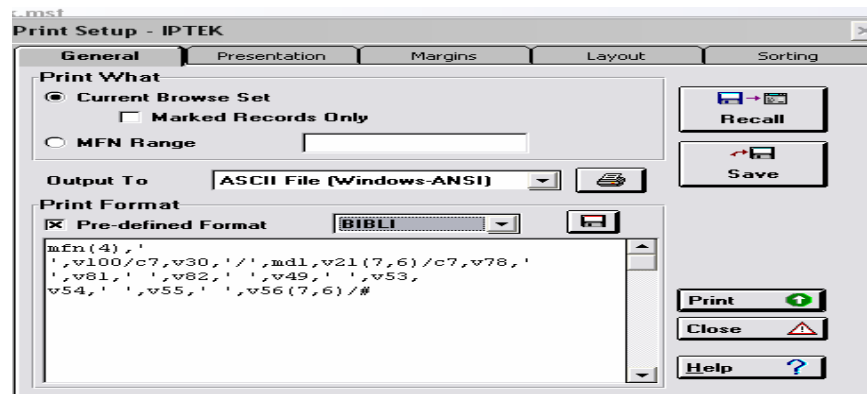 k.mst
Print Setup - IPTEK
General Presentation Margins Layout Sorting
Print What
Current Browse Set
Marked Records Only
MFN Range
Recall
Output To ASCII File (Windows-ANSI)
Save
Print Format
Pre-defined Format BIBLI
mfn(4),'
',v100/c7,v30,'/',mdl,v21(7,6)/c7,v78,'
',v81,' ',v82,' ',v49,' ',v53,
v54,' ',v55,' ',v56(7,6)/#
Print
Close
Help ?